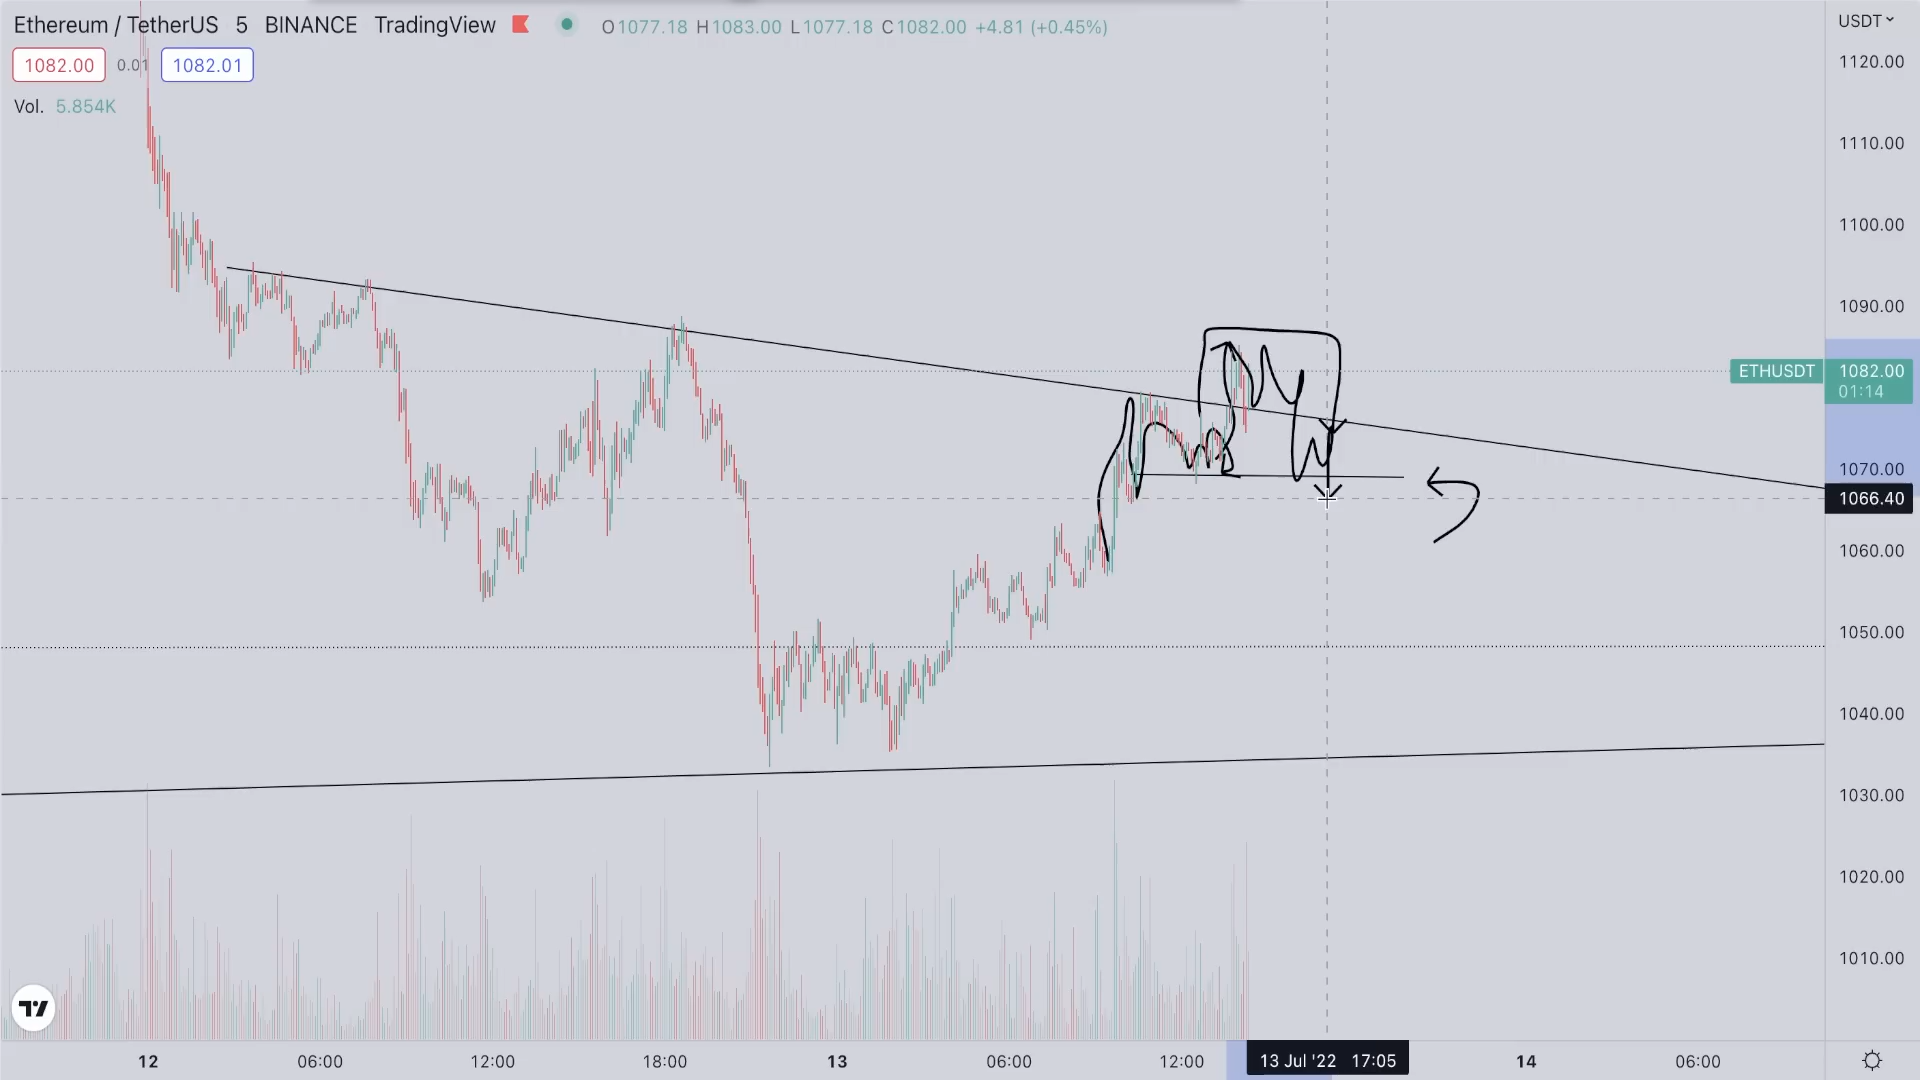 Ethereum / TetherUS 5 BINANCE TradingView O1077.18 H1083.00 L1077.18 C1082.00 +4.81 (+0.45%)
1082.00 0.01 1082.01
Vol. 5.854K
USDT
1120.00
1110.00
1100.00
1090.00
ETHUSDT 1082.00
01:14
1070.00
1066.40
1060.00
1050.00
1040.00
1030.00
1020.00
1010.00
12 06:00 12:00 18:00 13 06:00 12:00 13 Jul '22 17:05 14 06:00